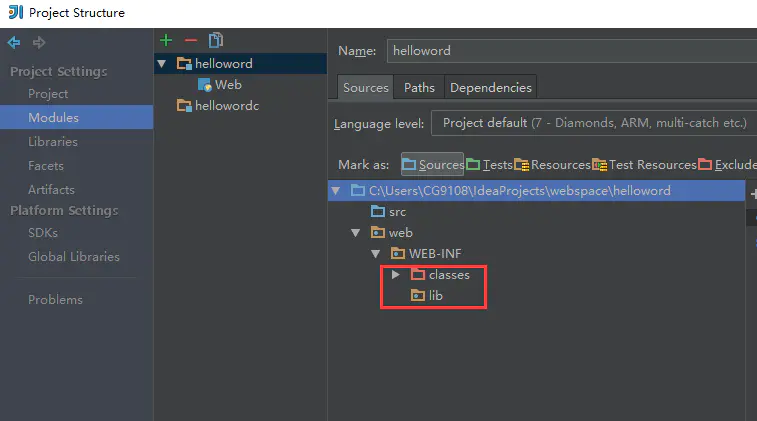 Project Structure
Project Settings
Project
Modules
Libraries
Facets
Artifacts
Platform Settings
SDKs
Global Libraries
Problems
helloword
Web
hellowordc
Name: helloword
Sources Paths Dependencies
Language level: Project default (7 - Diamonds, ARM, multi-catch etc.)
Mark as: Sources Tests Resources Test Resources Exclude
C:\Users\CG9108\IdeaProjects\webspace\helloword
src
web
WEB-INF
classes
lib